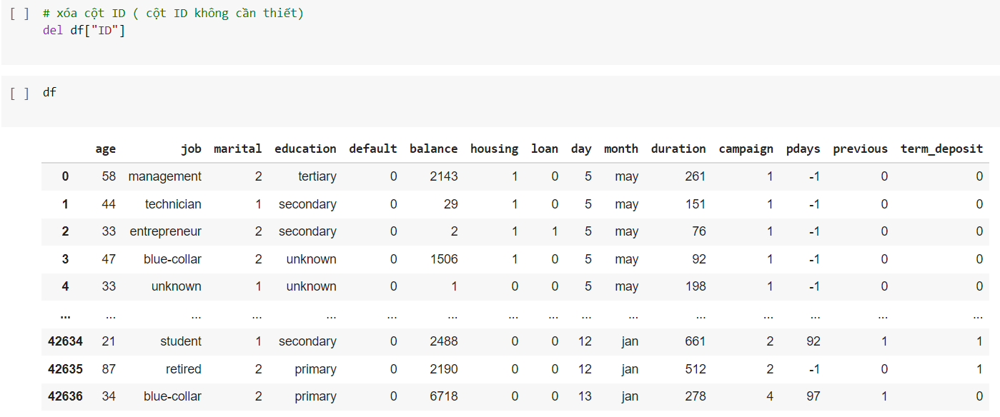 [ ] # xóa cột ID ( cột ID không cần thiết)
del df["ID"]
[ ] df
age job marital education default balance housing loan day month duration campaign pdays previous term_deposit
0 58 management 2 tertiary 0 2143 1 0 5 may 261 1 -1 0 0
1 44 technician 1 secondary 0 29 1 0 5 may 151 1 -1 0 0
2 33 entrepreneur 2 secondary 0 2 1 1 5 may 76 1 -1 0 0
3 47 blue-collar 2 unknown 0 1506 1 0 5 may 92 1 -1 0 0
4 33 unknown 1 unknown 0 1 0 0 5 may 198 1 -1 0 0
... ... ... ... ... ... ... ... ... ... ... ... ... ... ... ...
42634 21 student 1 secondary 0 2488 0 0 12 jan 661 2 92 1 1
42635 87 retired 2 primary 0 2190 0 0 12 jan 512 2 -1 0 1
42636 34 blue-collar 2 primary 0 6718 0 0 13 jan 278 4 97 1 0